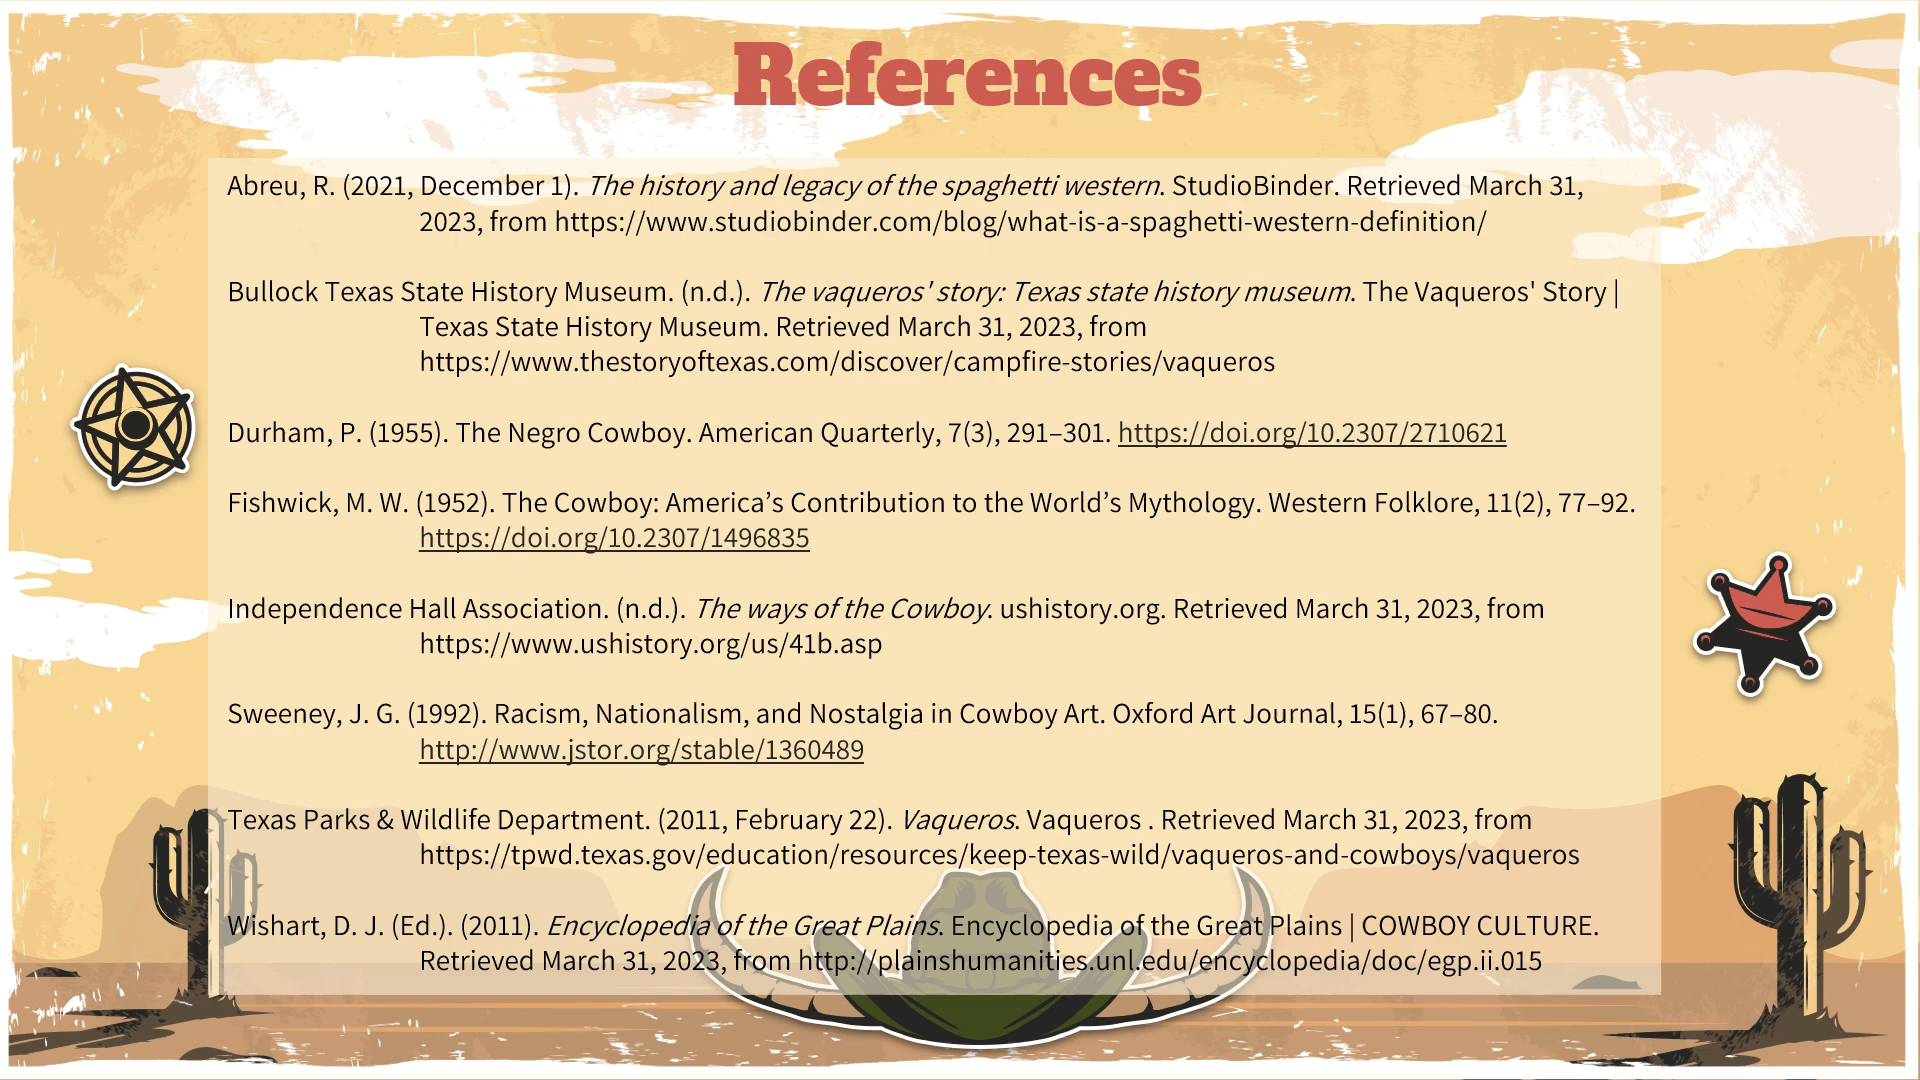 References
Abreu, R. (2021, December 1). The history and legacy of the spaghetti western. StudioBinder. Retrieved March 31,
2023, from https://www.studiobinder.com/blog/what-is-a-spaghetti-western-definition/
Bullock Texas State History Museum. (n.d.). The vaqueros' story: Texas state history museum. The Vaqueros' Story |
Texas State History Museum. Retrieved March 31, 2023, from
https://www.thestoryoftexas.com/discover/campfire-stories/vaqueros
Durham, P. (1955). The Negro Cowboy. American Quarterly, 7(3), 291–301. https://doi.org/10.2307/2710621
Fishwick, M. W. (1952). The Cowboy: America’s Contribution to the World’s Mythology. Western Folklore, 11(2), 77–92.
https://doi.org/10.2307/1496835
Independence Hall Association. (n.d.). The ways of the Cowboy. ushistory.org. Retrieved March 31, 2023, from
https://www.ushistory.org/us/41b.asp
Sweeney, J. G. (1992). Racism, Nationalism, and Nostalgia in Cowboy Art. Oxford Art Journal, 15(1), 67–80.
http://www.jstor.org/stable/1360489
Texas Parks & Wildlife Department. (2011, February 22). Vaqueros. Vaqueros . Retrieved March 31, 2023, from
https://tpwd.texas.gov/education/resources/keep-texas-wild/vaqueros-and-cowboys/vaqueros
Wishart, D. J. (Ed.). (2011). Encyclopedia of the Great Plains. Encyclopedia of the Great Plains | COWBOY CULTURE.
Retrieved March 31, 2023, from http://plainshumanities.unl.edu/encyclopedia/doc/egp.ii.015